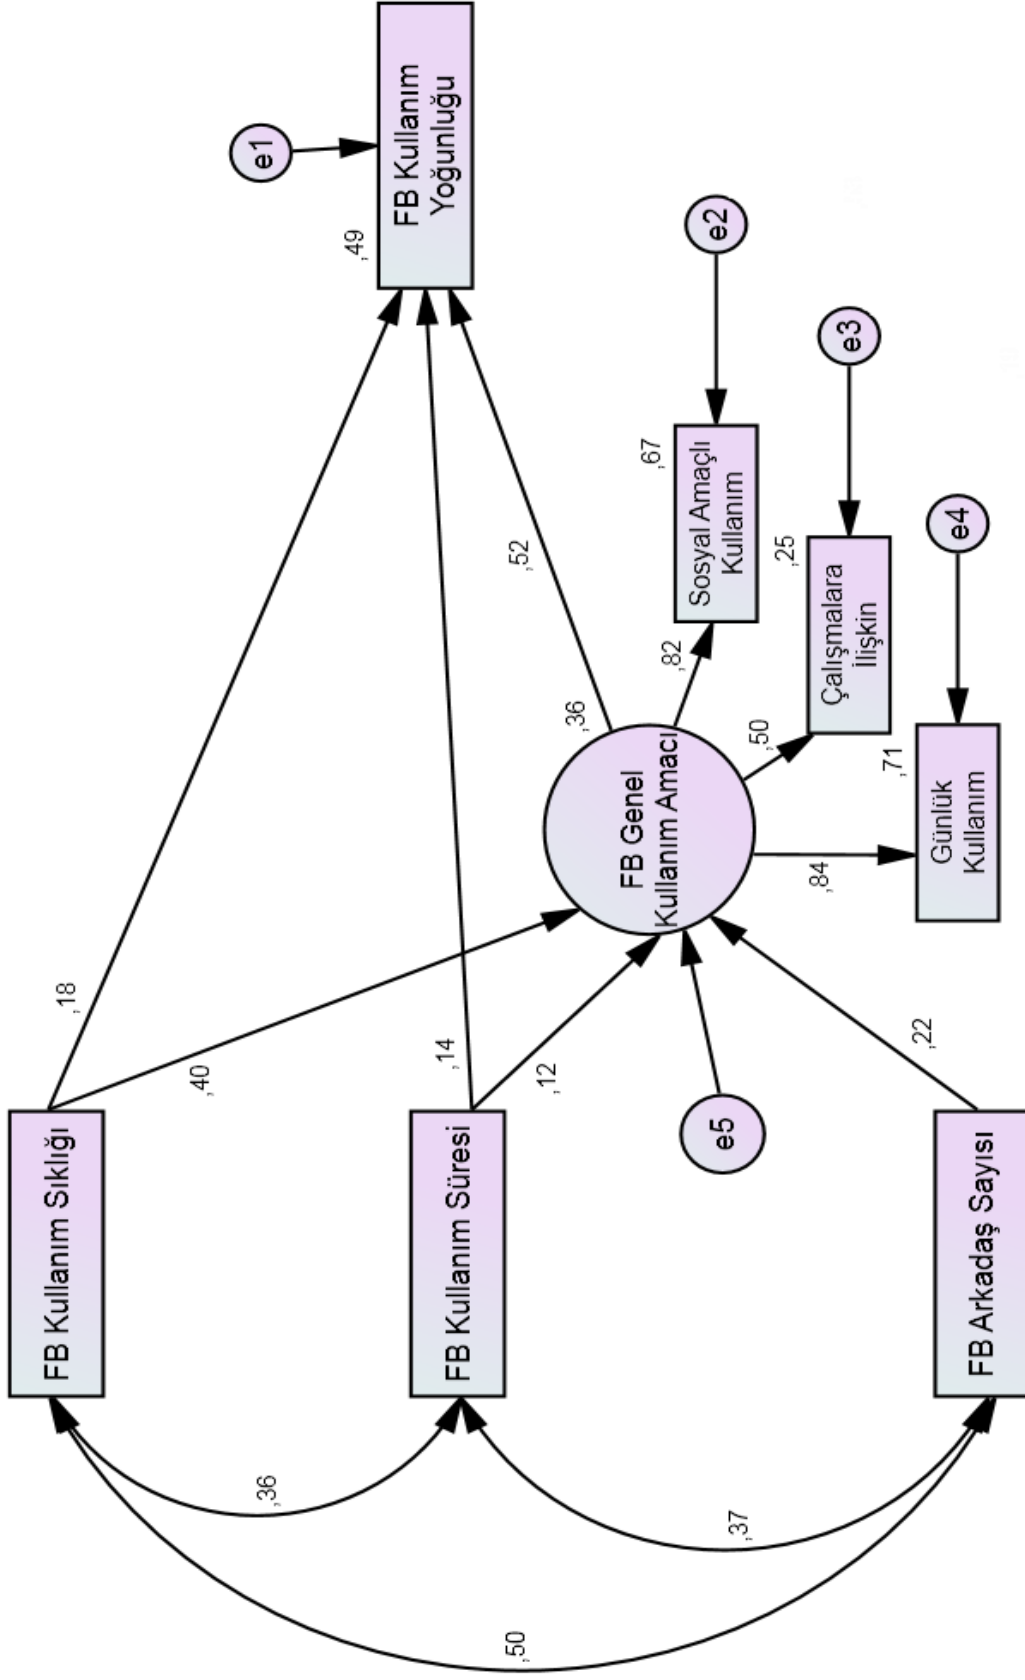 FB Kullanım Sıklığı
FB Kullanım Süresi
FB Arkadaş Sayısı
,36
,37
,50
,18
,40
,14
,12
,22
e5
FB Genel
Kullanım Amacı
,36
,52
,82
,50
,84
FB Kullanım
Yoğunluğu
,49
e1
Sosyal Amaçlı
Kullanım
,67
e2
Çalışmalara
İlişkin
,25
e3
Günlük
Kullanım
,71
e4